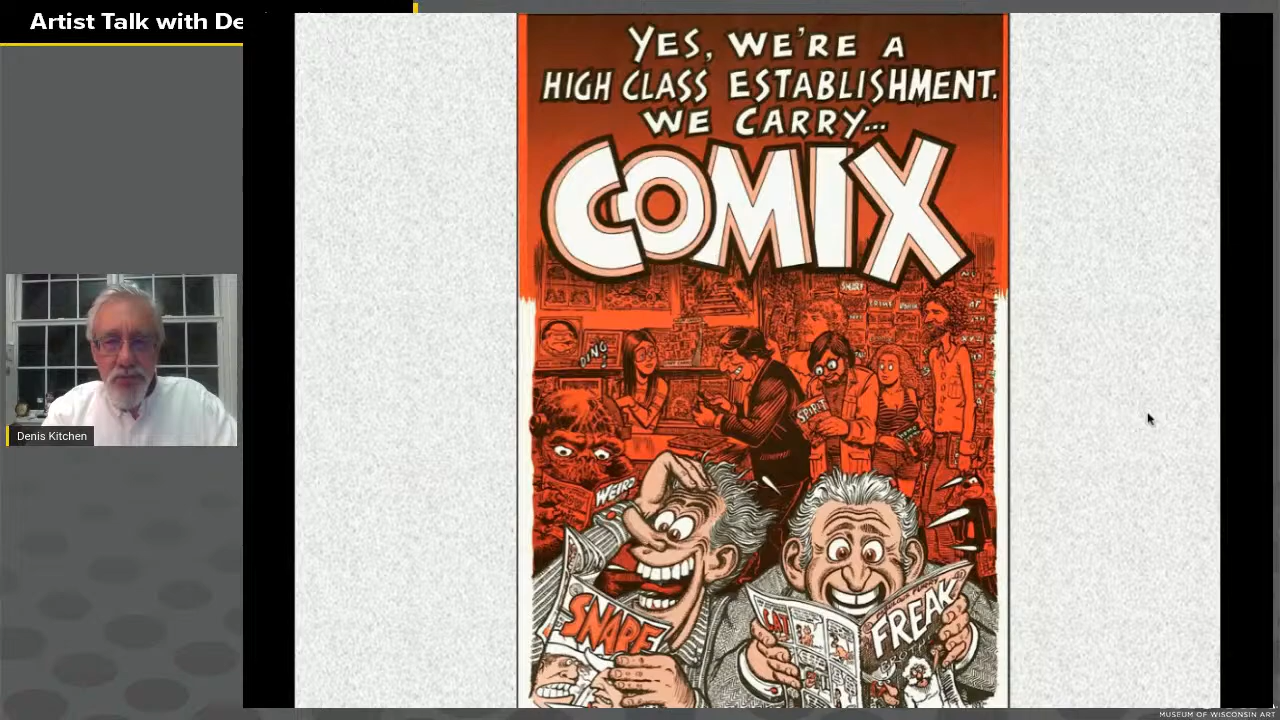 Artist Talk with De
YES, WE'RE A
HIGH CLASS ESTABLISHMENT.
WE CARRY...
COMIX
DING!
SPIRIT
WEIRD
SNARF
CAT
FREAK
Denis Kitchen
MUSEUM OF WISCONSIN ART